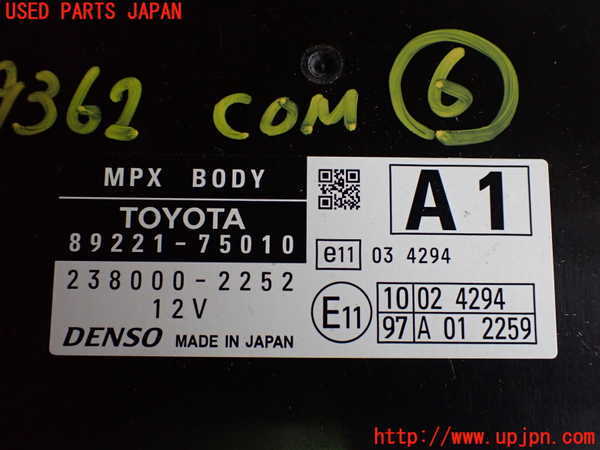 USED PARTS JAPAN
9362 COM 6
MPX BODY
TOYOTA
89221-75010
238000-2252
12V
DENSO MADE IN JAPAN
A1
e11 03 4294
E11
10 02 4294
97 A 01 2259
http://www.upjpn.com/